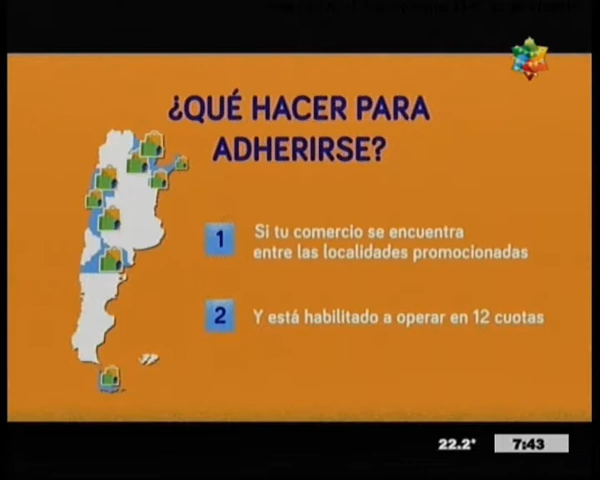 ¿QUÉ HACER PARA
ADHERIRSE?
1 Si tu comercio se encuentra
entre las localidades promocionadas
2 Y está habilitado a operar en 12 cuotas
22.2° 7:43